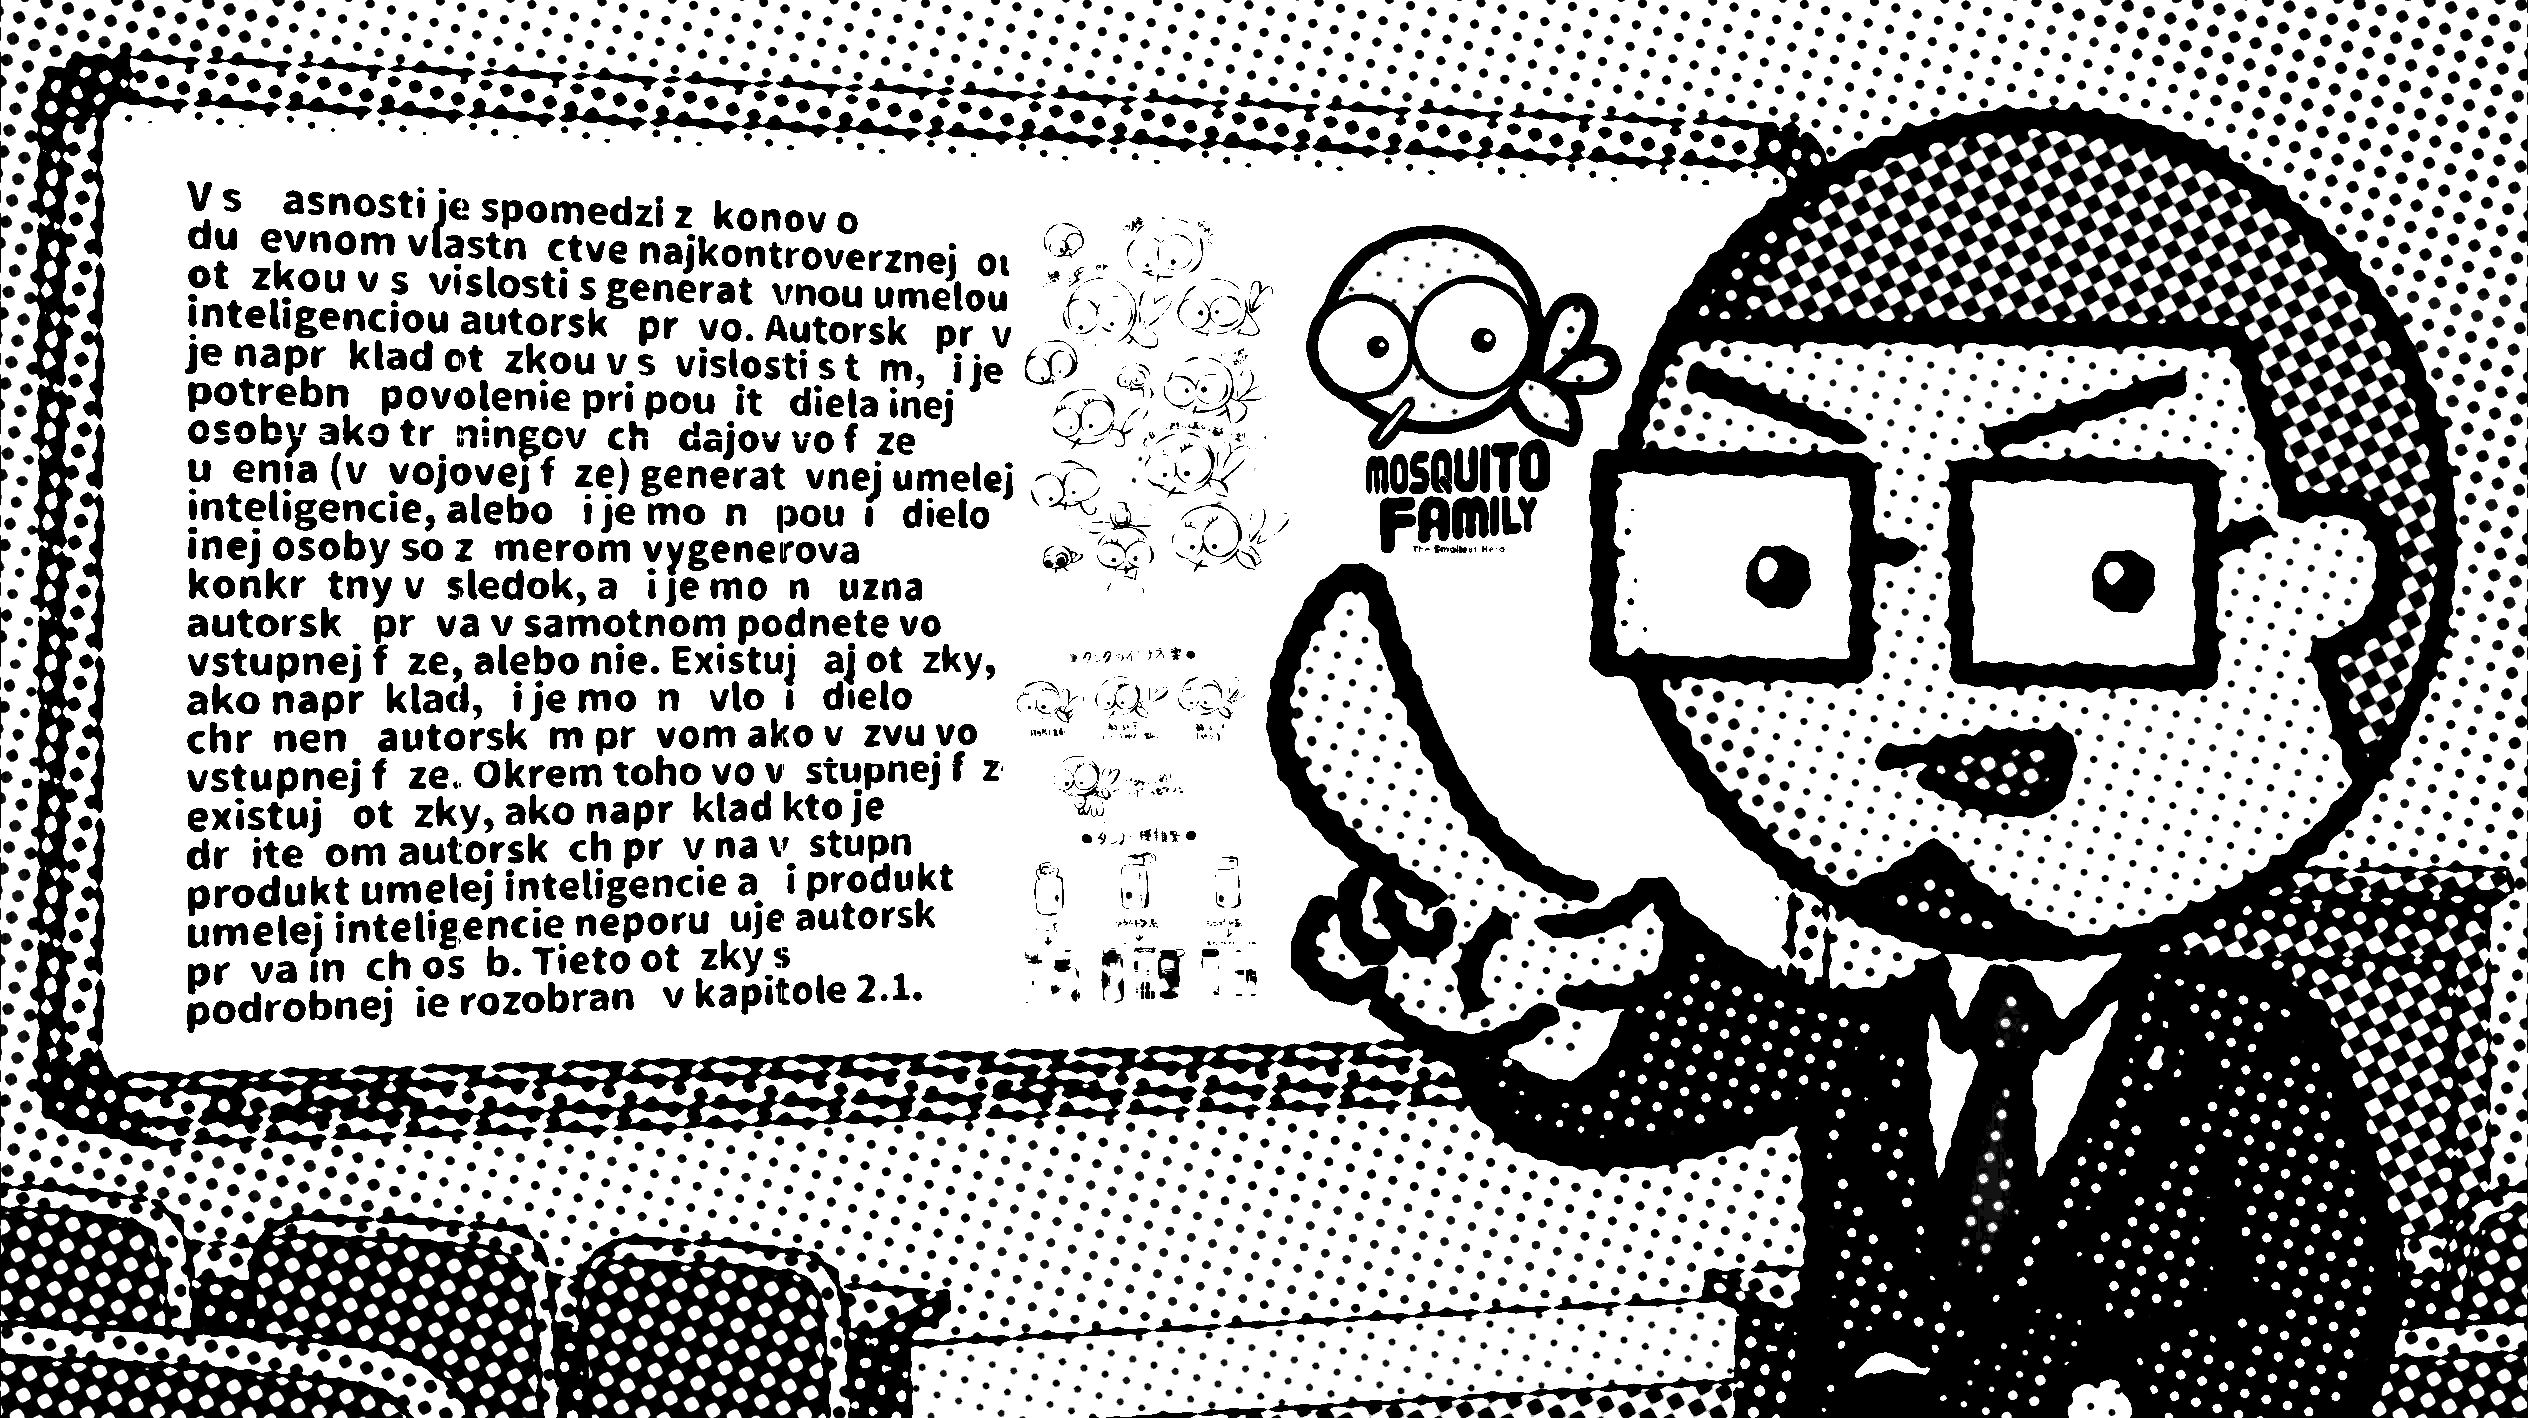 V s asnosti je spomedzi z konov o
du evnom vlastn ctve najkontroverznej
ot zkou v s vislosti s generat vnou umelou
inteligenciou autorsk pr vo. Autorsk pr v
je napr klad ot zkou v s vislosti s t m, i je
potrebn povolenie pri pou it diela inej
osoby ako tr ningov ch dajov vo f ze
u enia (v vojovej f ze) generat vnej umelej
inteligencie, alebo i je mo n pou i dielo
inej osoby so z merom vygenerova
konkr tny v sledok, a i je mo n uzna
autorsk pr va v samotnom podnete vo
vstupnej f ze, alebo nie. Existuj aj ot zky,
ako napr klad, i je mo n vlo i dielo
chr nen autorsk m pr vom ako v zvu vo
vstupnej f ze. Okrem toho vo v stupnej f z
existuj ot zky, ako napr klad kto je
dr ite om autorsk ch pr v na v stupn
produkt umelej inteligencie a i produkt
umelej inteligencie neporu uje autorsk
pr va in ch os b. Tieto ot zky s
podrobnej ie rozobran v kapitole 2.1.
MOSQUITO
FAMILY
The Smallest Hero